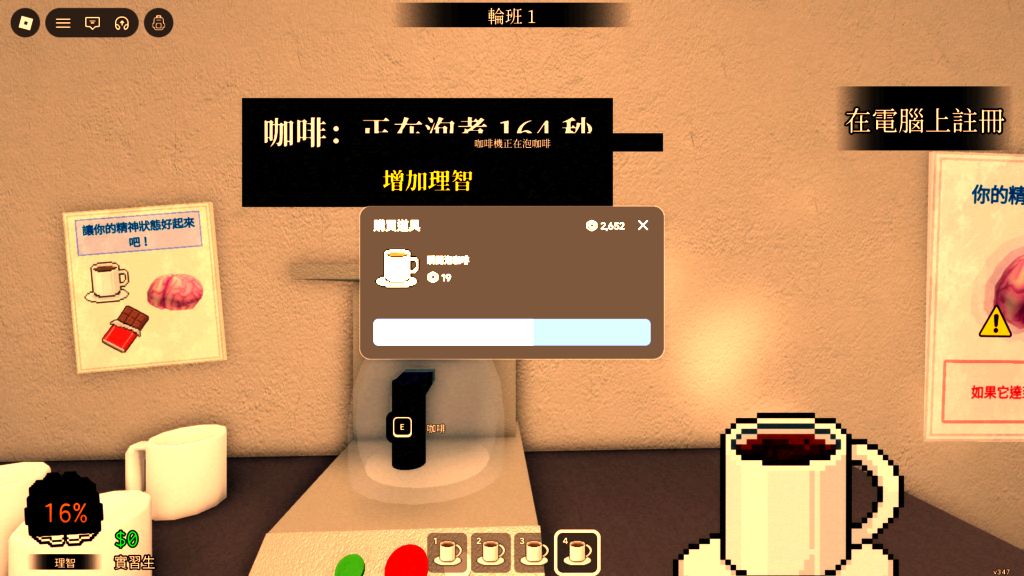 輪班 1
咖啡：正在泡煮 164 秒
咖啡機正在泡咖啡
增加理智
在電腦上註冊
讓你的精神狀態好起來
吧！
你的精
購買道具
2,652
19
E
咖啡
如果它達
16%
理智
$0
實習生
1
2
3
4
v347